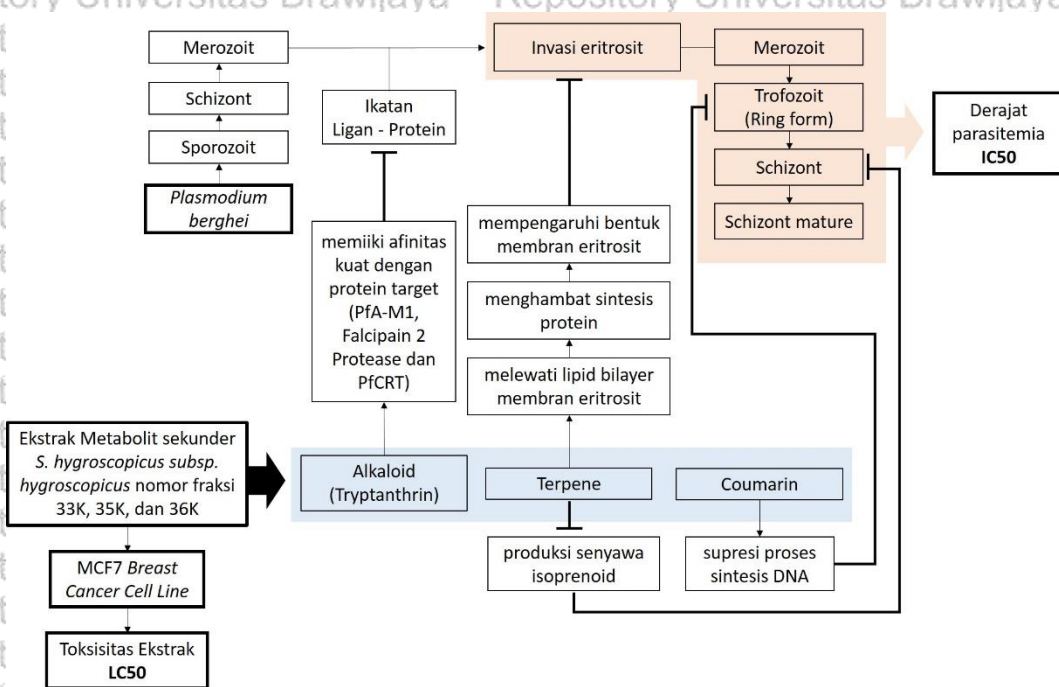 Repository Universitas Brawijaya
Merozoit
Schizont
Sporozoit
Plasmodium
berghei
Ikatan
Ligan - Protein
memiiki afinitas
kuat dengan
protein target
(PfA-M1,
Falcipain 2
Protease dan
PfCRT)
Invasi eritrosit
mempengaruhi bentuk
membran eritrosit
menghambat sintesis
protein
melewati lipid bilayer
membran eritrosit
Merozoit
Trofozoit
(Ring form)
Schizont
Schizont mature
Derajat
parasitemia
IC50
Ekstrak Metabolit sekunder
S. hygroscopicus subsp.
hygroscopicus nomor fraksi
33K, 35K, dan 36K
MCF7 Breast
Cancer Cell Line
Toksisitas Ekstrak
LC50
Alkaloid
(Tryptanthrin)
Terpene
Coumarin
produksi senyawa
isoprenoid
supresi proses
sintesis DNA